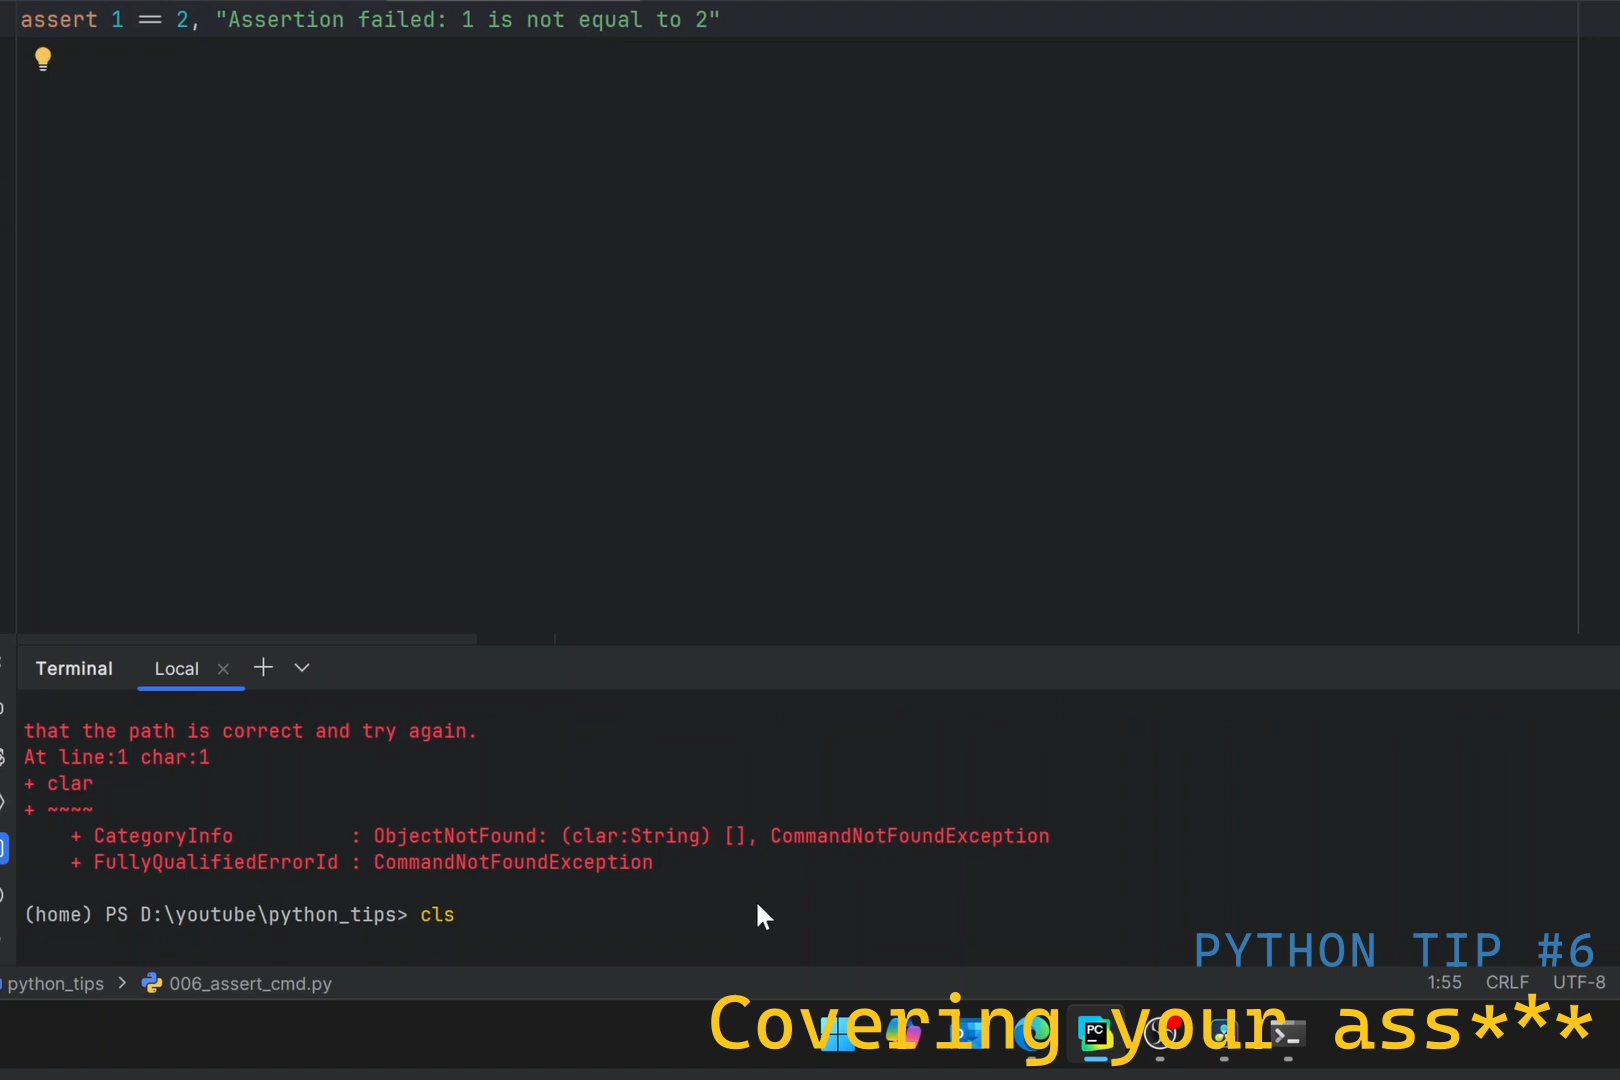 assert 1 == 2, "Assertion failed: 1 is not equal to 2"
Terminal Local
that the path is correct and try again.
At line:1 char:1
+ clar
+ ~~~~
+ CategoryInfo : ObjectNotFound: (clar:String) [], CommandNotFoundException
+ FullyQualifiedErrorId : CommandNotFoundException
(home) PS D:\youtube\python_tips> cls
PYTHON TIP #6
python_tips > 006_assert_cmd.py 1:55 CRLF UTF-8
Covering your ass***
PC